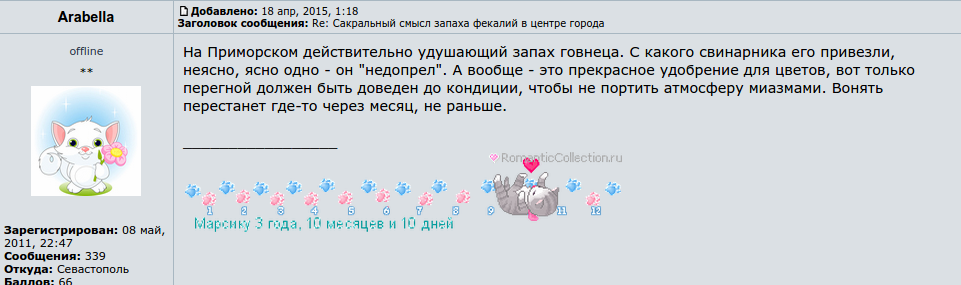 Arabella
offline
**
Зарегистрирован: 08 май,
2011, 22:47
Сообщения: 339
Откуда: Севастополь
Баллов: 66
Добавлено: 18 апр, 2015, 1:18
Заголовок сообщения: Re: Сакральный смысл запаха фекалий в центре города
На Приморском действительно удушающий запах говнеца. С какого свинарника его привезли,
неясно, ясно одно - он "недопрел". А вообще - это прекрасное удобрение для цветов, вот только
перегной должен быть доведен до кондиции, чтобы не портить атмосферу миазмами. Вонять
перестанет где-то через месяц, не раньше.
RomanticCollection.ru
1 2 3 4 5 6 7 8 9 11 12
Марсику 3 года, 10 месяцев и 10 дней